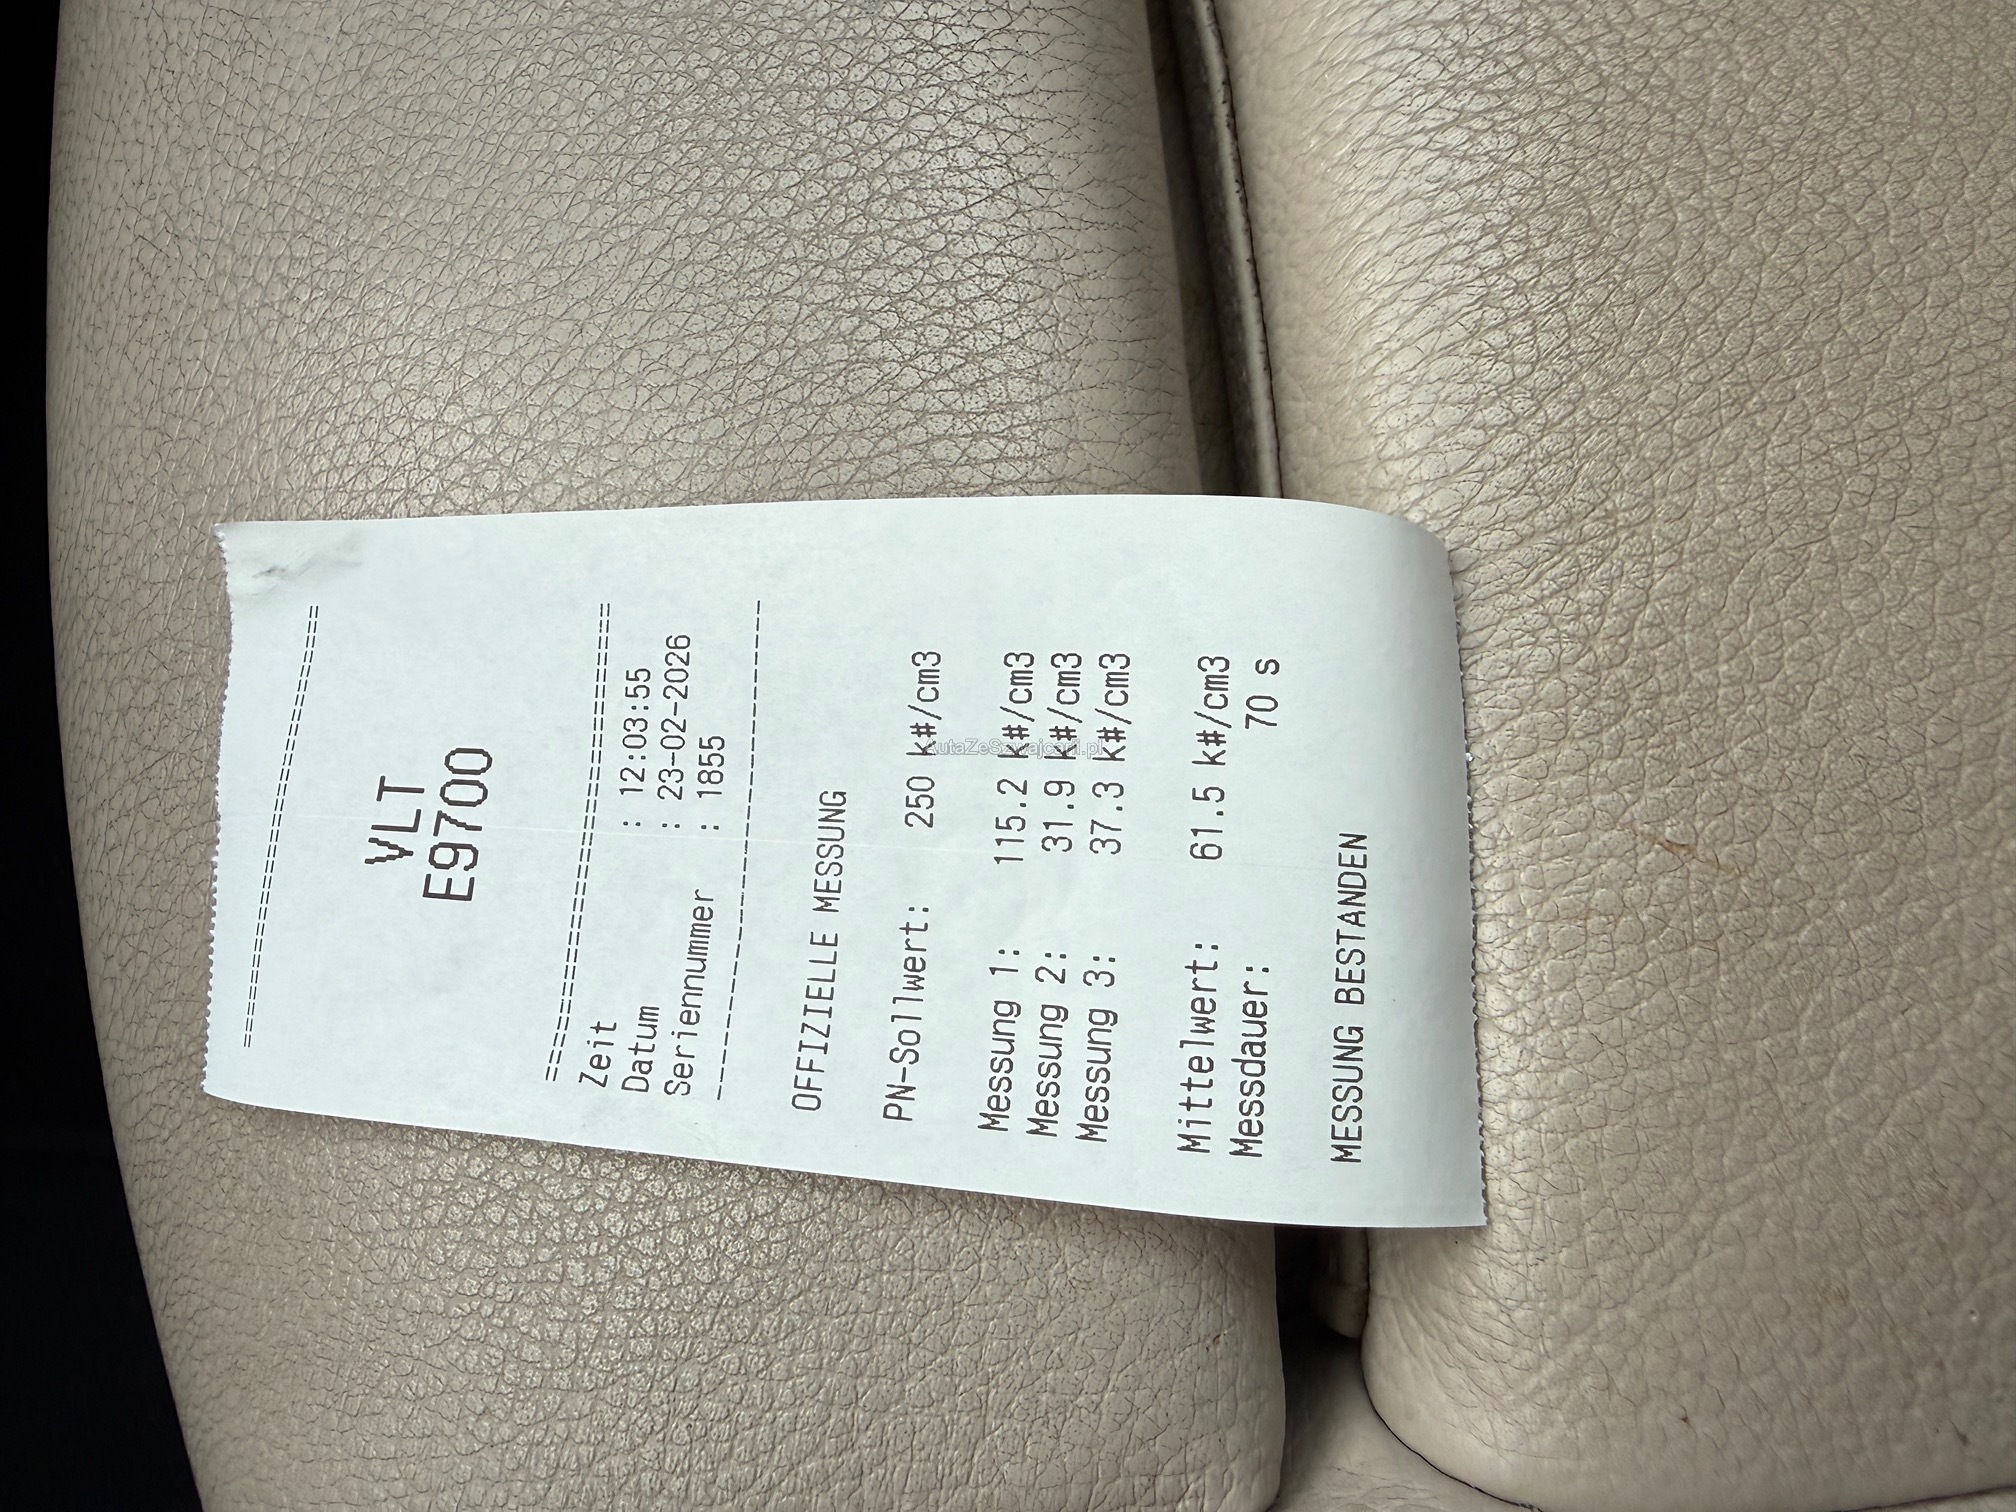 ================================
VLT
E9700
================================
Zeit : 12:03:55
Datum : 23-02-2026
Seriennummer : 1855
--------------------------------
OFFIZIELLE MESSUNG
PN-Sollwert: 250 k#/cm3
Messung 1: 115.2 k#/cm3
Messung 2: 31.9 k#/cm3
Messung 3: 37.3 k#/cm3
Mittelwert: 61.5 k#/cm3
Messdauer: 70 s
MESSUNG BESTANDEN
AutaZeSzwajcarii.pl